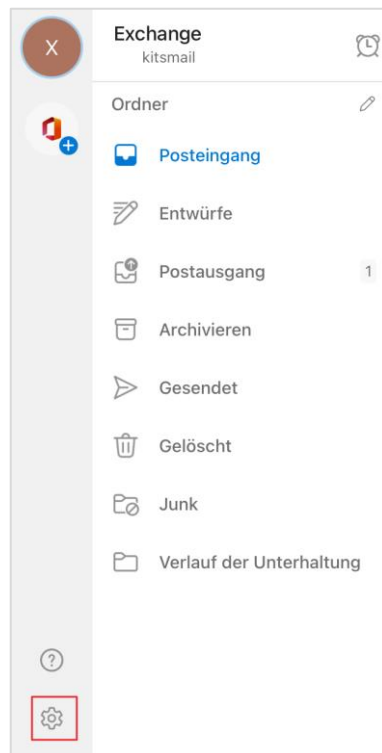 X
Exchange
kitsmail
Ordner
Posteingang
Entwürfe
Postausgang 1
Archivieren
Gesendet
Gelöscht
Junk
Verlauf der Unterhaltung
?